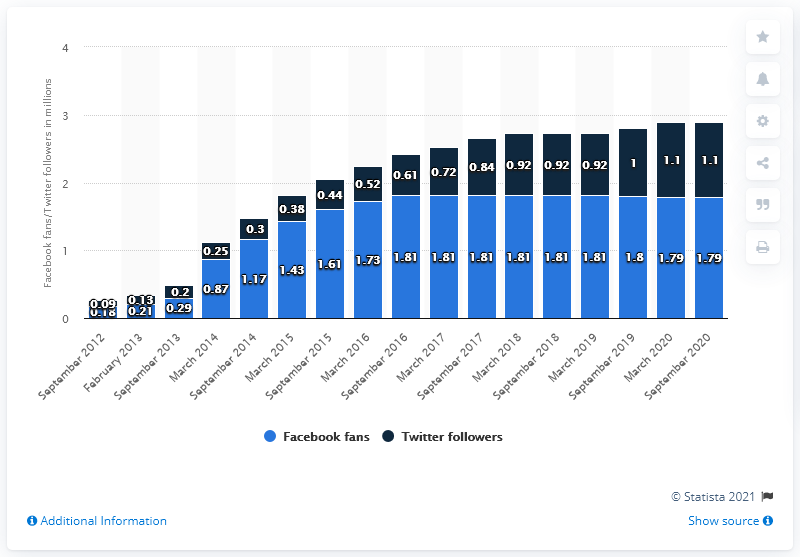 4
3
2
1
0
Facebook fans/Twitter followers in millions
0.09 0.13 0.2 0.25 0.3 0.38 0.44 0.52 0.61 0.72 0.84 0.92 0.92 0.92 1 1.1 1.1
0.18 0.21 0.29 0.87 1.17 1.43 1.61 1.73 1.81 1.81 1.81 1.81 1.81 1.81 1.8 1.79 1.79
September 2012
February 2013
September 2013
March 2014
September 2014
March 2015
September 2015
March 2016
September 2016
March 2017
September 2017
March 2018
September 2018
March 2019
September 2019
March 2020
September 2020
Facebook fans Twitter followers
© Statista 2021
Additional Information Show source